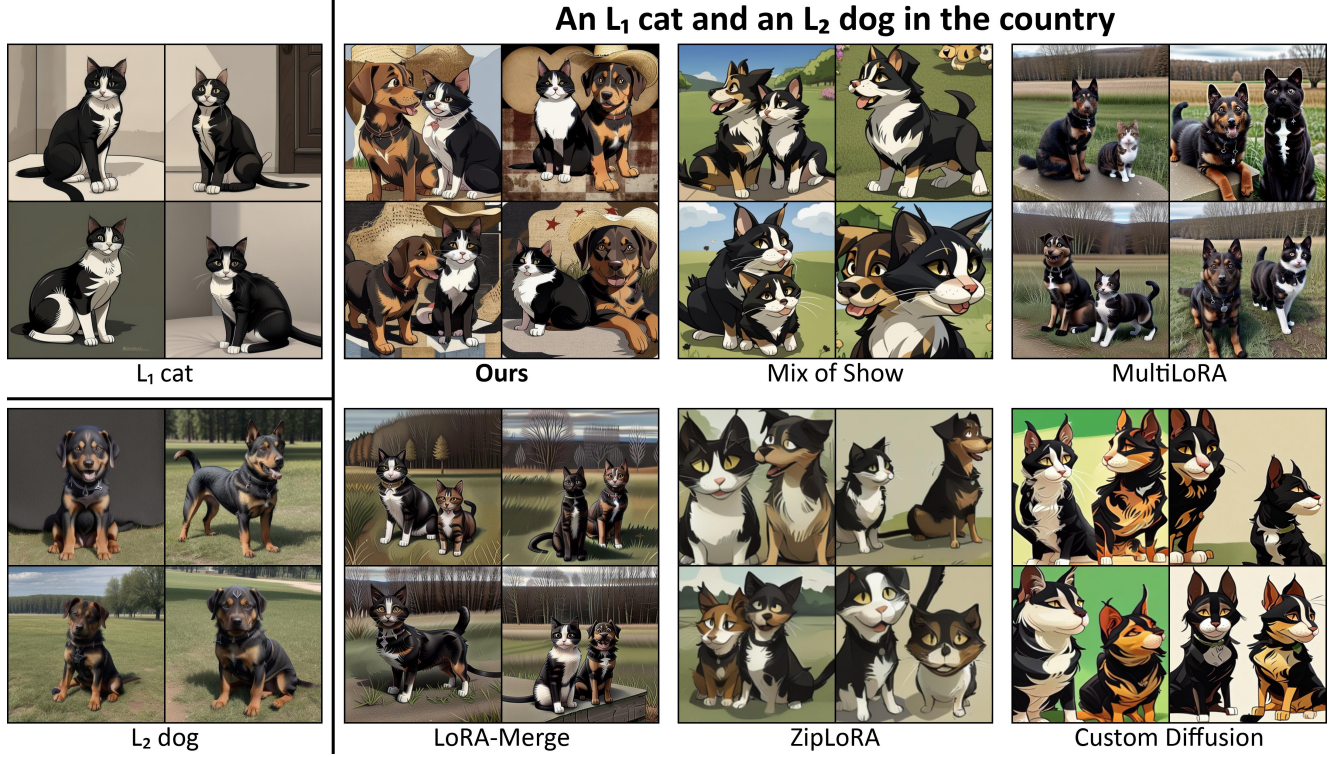 An L₁ cat and an L₂ dog in the country
L₁ cat
Ours
Mix of Show
MultiLoRA
L₂ dog
LoRA-Merge
ZipLoRA
Custom Diffusion